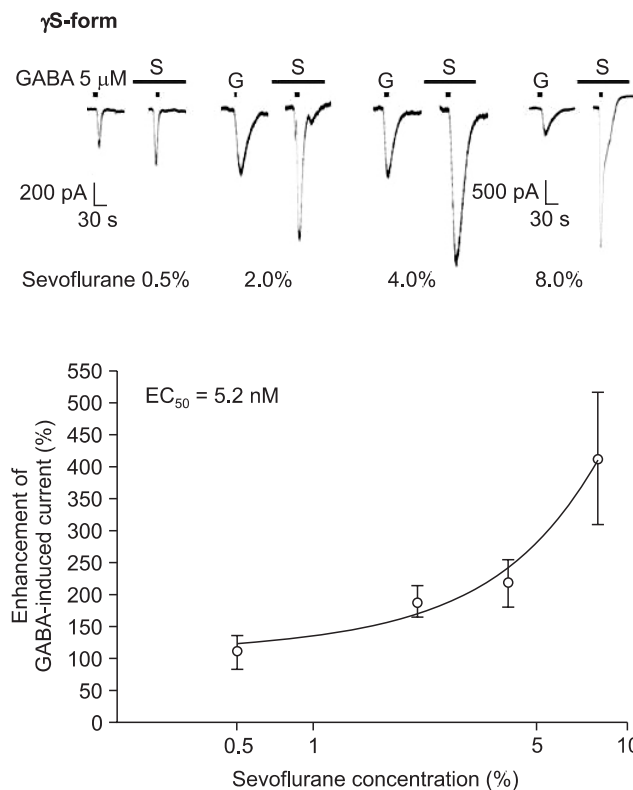 γS-form
GABA 5 μM S G S G S G S
200 pA 30 s 500 pA 30 s
Sevoflurane 0.5% 2.0% 4.0% 8.0%
EC50 = 5.2 nM
Enhancement of
GABA-induced current (%)
550
500
450
400
350
300
250
200
150
100
50
0
0.5 1 5 10
Sevoflurane concentration (%)